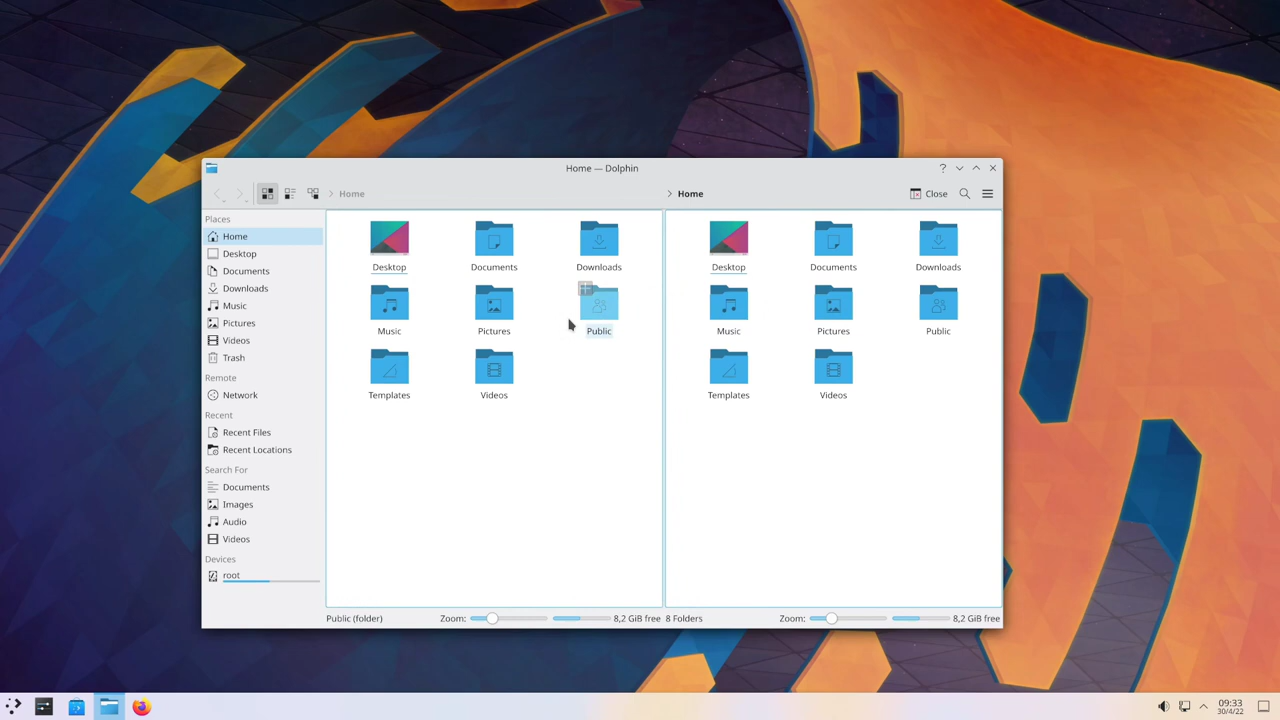 Home — Dolphin
Home
Home
Close
Places
Home
Desktop
Documents
Downloads
Music
Pictures
Videos
Trash
Remote
Network
Recent
Recent Files
Recent Locations
Search For
Documents
Images
Audio
Videos
Devices
root
Desktop Documents Downloads
Music Pictures Public
Templates Videos
Public (folder) Zoom: 8,2 GiB free
Desktop Documents Downloads
Music Pictures Public
Templates Videos
8 Folders Zoom: 8,2 GiB free
09:33
30/4/22